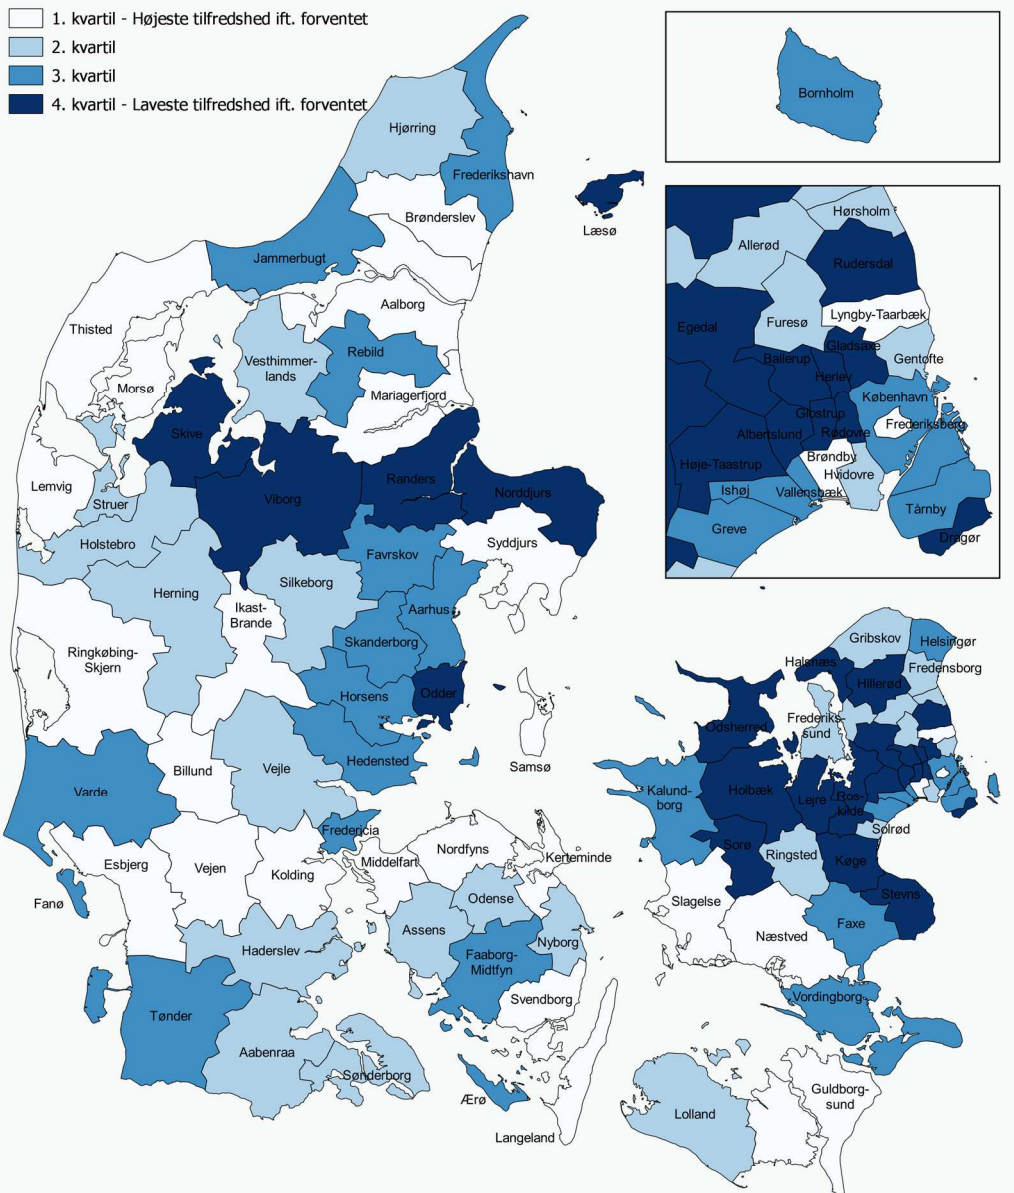 1. kvartil - Højeste tilfredshed ift. forventet
2. kvartil
3. kvartil
4. kvartil - Laveste tilfredshed ift. forventet
Bornholm
Hjørring
Frederikshavn
Brønderslev
Læsø
Jammerbugt
Aalborg
Thisted
Vesthimmer-
lands
Rebild
Morsø
Mariagerfjord
Skive
Lemvig
Viborg
Randers
Norddjurs
Struer
Holstebro
Favrskov
Syddjurs
Herning
Silkeborg
Ikast-
Brande
Aarhus
Skanderborg
Ringkøbing-
Skjern
Horsens
Odder
Samsø
Hedensted
Billund
Vejle
Varde
Fredericia
Esbjerg
Vejen
Kolding
Middelfart
Nordfyns
Kerteminde
Fanø
Odense
Assens
Nyborg
Haderslev
Faaborg-
Midtfyn
Svendborg
Tønder
Aabenraa
Sønderborg
Ærø
Langeland
Hørsholm
Allerød
Rudersdal
Lyngby-Taarbæk
Furesø
Egedal
Gladsaxe
Gentofte
Ballerup
Herlev
København
Glostrup
Frederiksberg
Albertslund
Rødovre
Brøndby
Høje-Taastrup
Hvidovre
Ishøj
Vallensbæk
Tårnby
Greve
Dragør
Gribskov
Helsingør
Halsnæs
Fredensborg
Hillerød
Odsherred
Frederiks-
sund
Kalund-
borg
Holbæk
Lejre
Ros-
kilde
Solrød
Sorø
Ringsted
Køge
Stevns
Slagelse
Faxe
Næstved
Vordingborg
Guldborg-
sund
Lolland